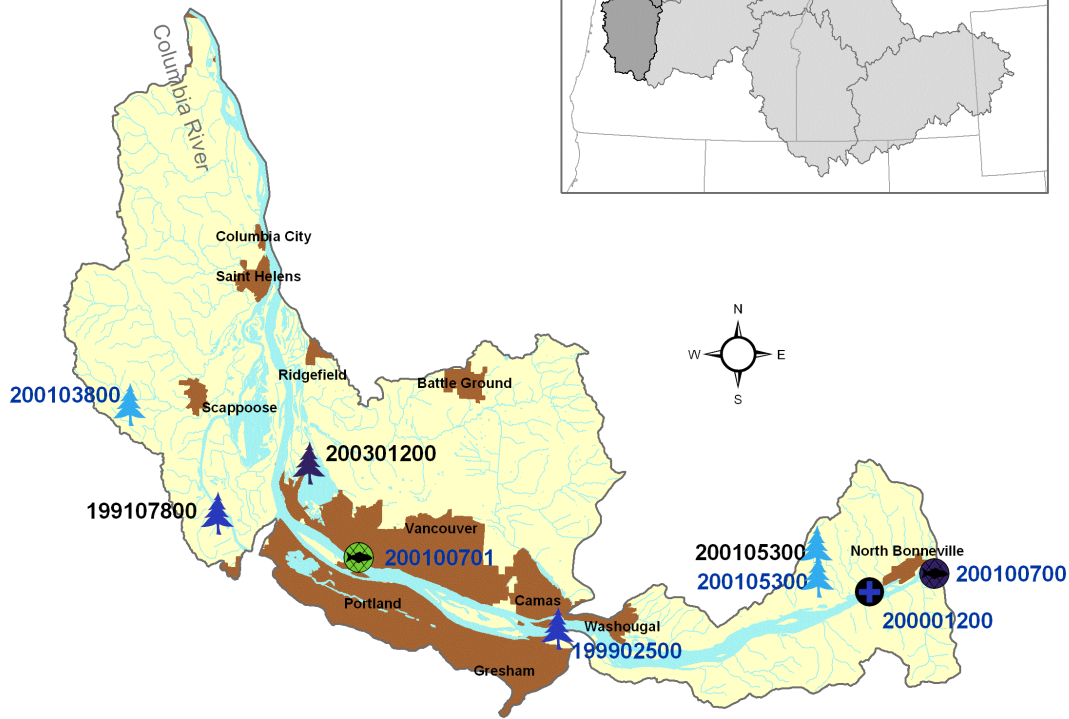 Columbia River
Columbia City
Saint Helens
N
W
E
S
Ridgefield
Battle Ground
200103800
Scappoose
200301200
199107800
Vancouver
200100701
200105300
North Bonneville
200105300
200100700
Portland
Camas
200001200
Washougal
199902500
Gresham